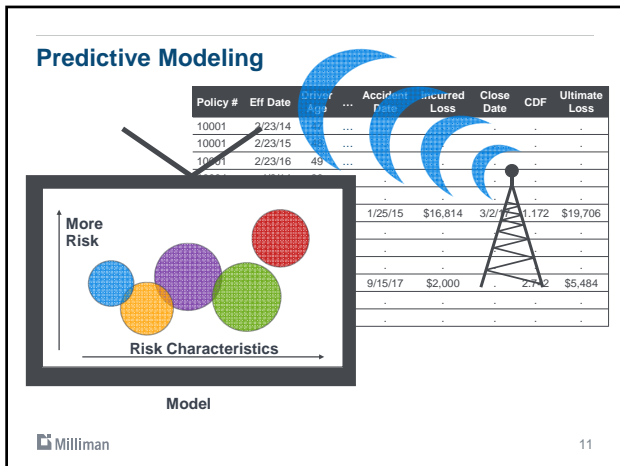 Predictive Modeling
Policy # Eff Date Driver Age … Accident Date Incurred Loss Close Date CDF Ultimate Loss
10001 2/23/14 …  . . . . .
10001 2/23/15 … . . . . .
10001 2/23/16 49 … . . . . .
. . . . .
. . . . .
1/25/15 $16,814 1.172 $19,706
. . . . .
. . . . .
. . . . .
9/15/17 $2,000 . $5,484
. . . . .
. . . . .
More
Risk
Risk Characteristics
Model
Milliman
11